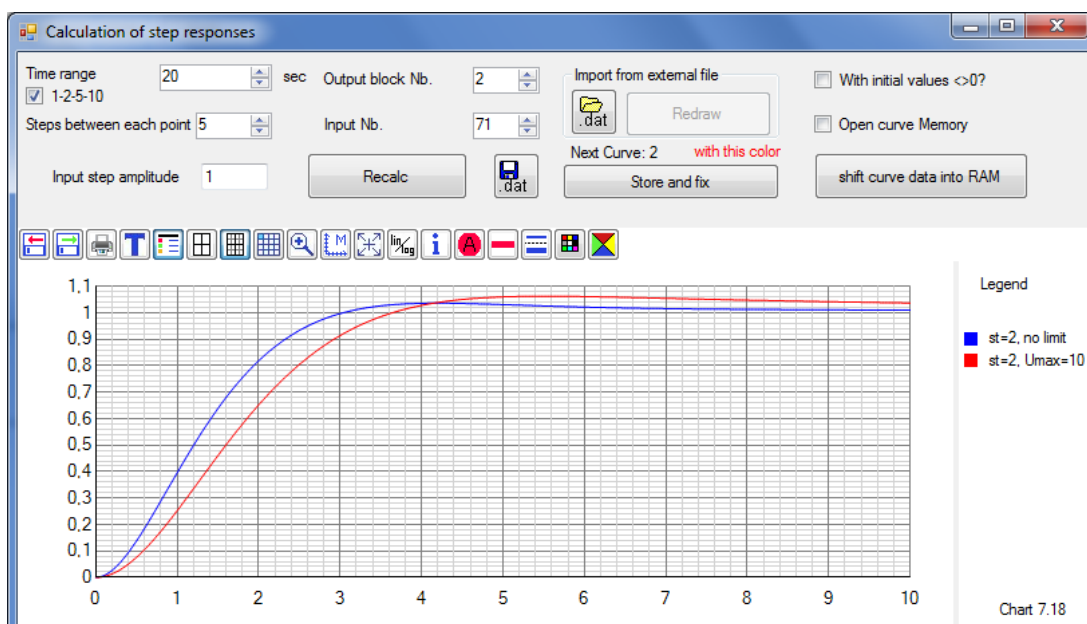 Calculation of step responses
Time range
20
sec
1-2-5-10
Steps between each point
5
Input step amplitude
1
Output block Nb.
2
Input Nb.
71
Recalc
.dat
Import from external file
.dat
Redraw
Next Curve: 2
with this color
Store and fix
With initial values <>0?
Open curve Memory
shift curve data into RAM
T
M
lin/log
i
A
1,1
1
0,9
0,8
0,7
0,6
0,5
0,4
0,3
0,2
0,1
0
0 1 2 3 4 5 6 7 8 9 10
Legend
st=2, no limit
st=2, Umax=10
Chart 7.18